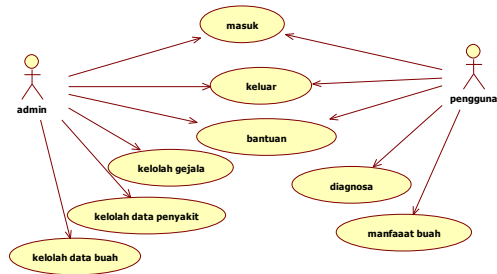 masuk
admin
keluar
pengguna
bantuan
kelolah gejala
diagnosa
kelolah data penyakit
manfaaat buah
kelolah data buah